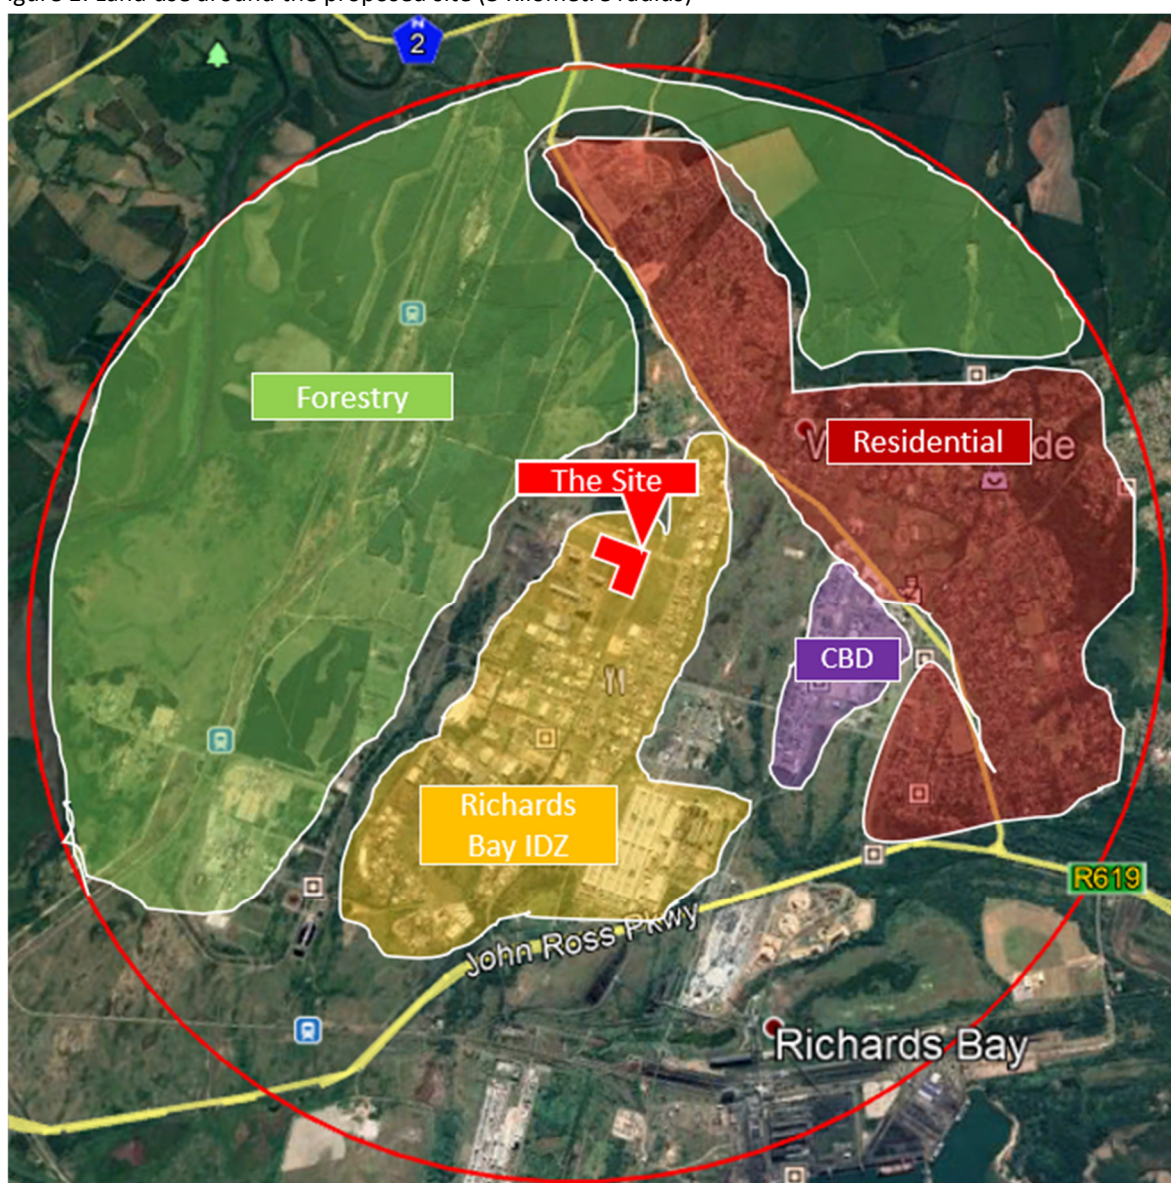 N
2
Forestry
Residential
The Site
CBD
Richards
Bay IDZ
R619
John Ross Pkwy
Richards Bay